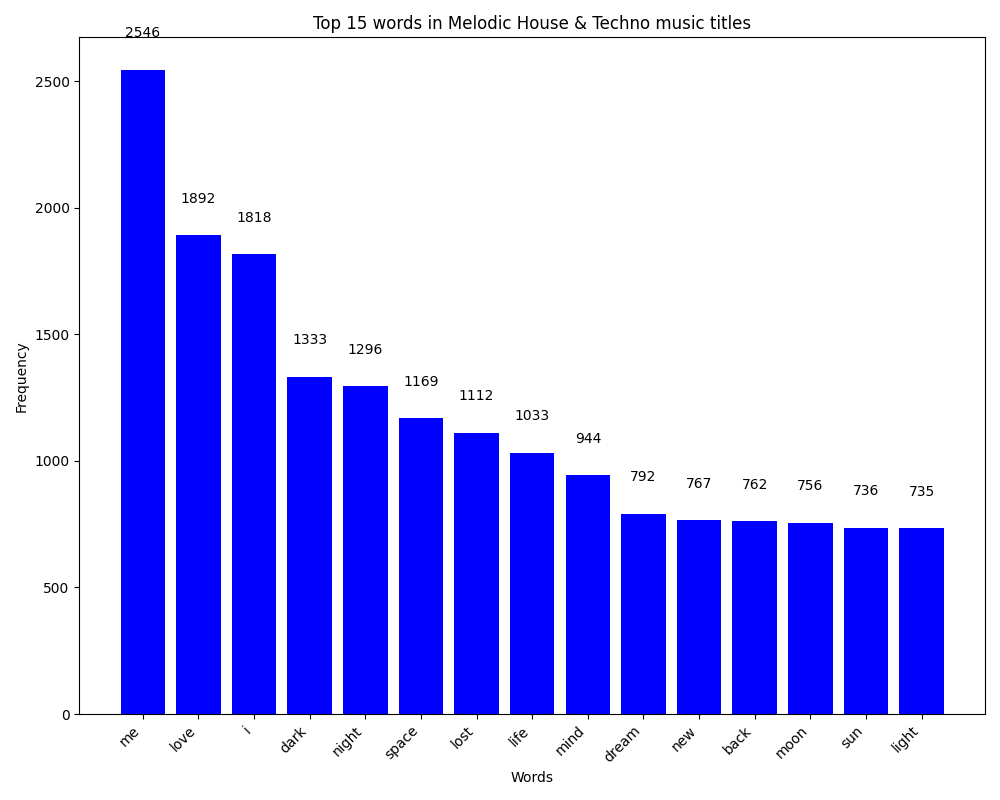 Top 15 words in Melodic House & Techno music titles
2546
1892
1818
1333
1296
1169
1112
1033
944
792
767
762
756
736
735
2500
2000
1500
1000
500
0
Frequency
me
love
i
dark
night
space
lost
life
mind
dream
new
back
moon
sun
light
Words